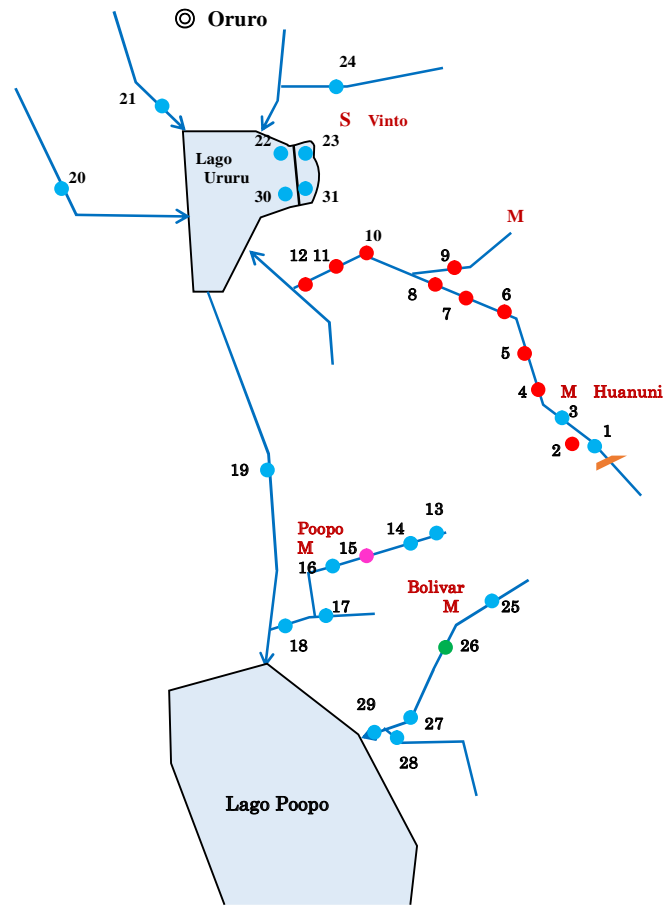 Oruro
24
21
S Vinto
22 23
Lago
Ururu
20
30 31
M
10
12 11 9
8
7 6
5
4 M Huanuni
3
1
2
19
13
Poopo
M 15 14
16
Bolivar
M 25
17
18 26
29
27
28
Lago Poopo